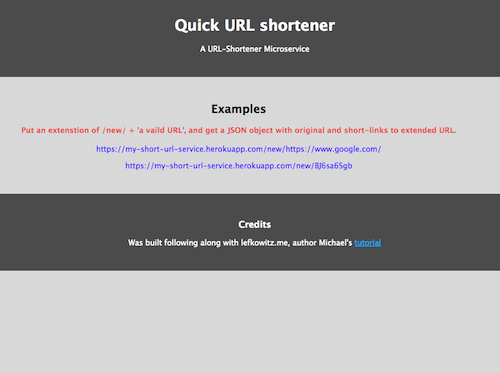 Quick URL shortener
A URL-Shortener Microservice
Examples
Put an extenstion of /new/ + 'a vaild URL', and get a JSON object with original and short-links to extended URL.
https://my-short-url-service.herokuapp.com/new/https://www.google.com/
https://my-short-url-service.herokuapp.com/new/BJ6sa6Sgb
Credits
Was built following along with lefkowitz.me, author Michael's tutorial